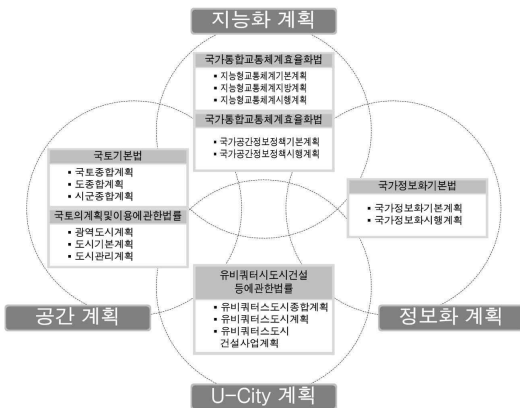 지능화 계획
국가통합교통체계효율화법
▪ 지능형교통체계기본계획
▪ 지능형교통체계지방계획
▪ 지능형교통체계시행계획
국가통합교통체계효율화법
▪ 국가공간정보정책기본계획
▪ 국가공간정보정책시행계획
국토기본법
▪ 국토종합계획
▪ 도종합계획
▪ 시군종합계획
국토의계획및이용에관한법률
▪ 광역도시계획
▪ 도시기본계획
▪ 도시관리계획
국가정보화기본법
▪ 국가정보화기본계획
▪ 국가정보화시행계획
유비쿼터시도시건설
등에관한법률
▪ 유비쿼터스도시종합계획
▪ 유비쿼터스도시계획
▪ 유비쿼터스도시
건설사업계획
공간 계획
정보화 계획
U-City 계획